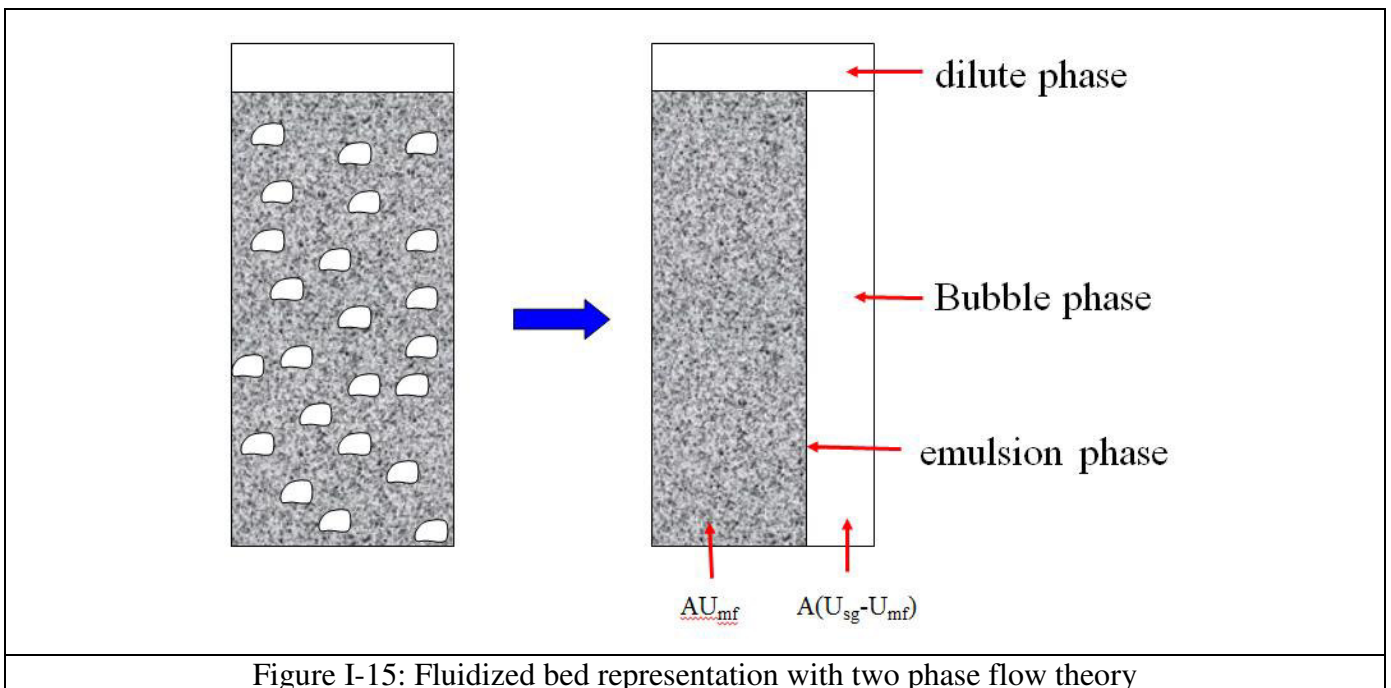 dilute phase
Bubble phase
emulsion phase
AUmf A(Usg-Umf)
Figure I-15: Fluidized bed representation with two phase flow theory